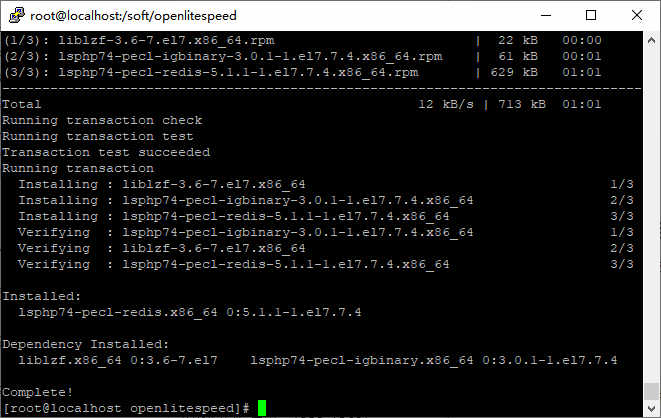 root@localhost:/soft/openlitespeed
(1/3): liblzf-3.6-7.el7.x86_64.rpm | 22 kB 00:00
(2/3): lsphp74-pecl-igbinary-3.0.1-1.el7.7.4.x86_64.rpm | 61 kB 00:01
(3/3): lsphp74-pecl-redis-5.1.1-1.el7.7.4.x86_64.rpm | 629 kB 01:01
--------------------------------------------------------------------------------
Total 12 kB/s | 713 kB 01:01
Running transaction check
Running transaction test
Transaction test succeeded
Running transaction
Installing : liblzf-3.6-7.el7.x86_64 1/3
Installing : lsphp74-pecl-igbinary-3.0.1-1.el7.7.4.x86_64 2/3
Installing : lsphp74-pecl-redis-5.1.1-1.el7.7.4.x86_64 3/3
Verifying : lsphp74-pecl-igbinary-3.0.1-1.el7.7.4.x86_64 1/3
Verifying : liblzf-3.6-7.el7.x86_64 2/3
Verifying : lsphp74-pecl-redis-5.1.1-1.el7.7.4.x86_64 3/3
Installed:
lsphp74-pecl-redis.x86_64 0:5.1.1-1.el7.7.4
Dependency Installed:
liblzf.x86_64 0:3.6-7.el7 lsphp74-pecl-igbinary.x86_64 0:3.0.1-1.el7.7.4
Complete!
[root@localhost openlitespeed]#